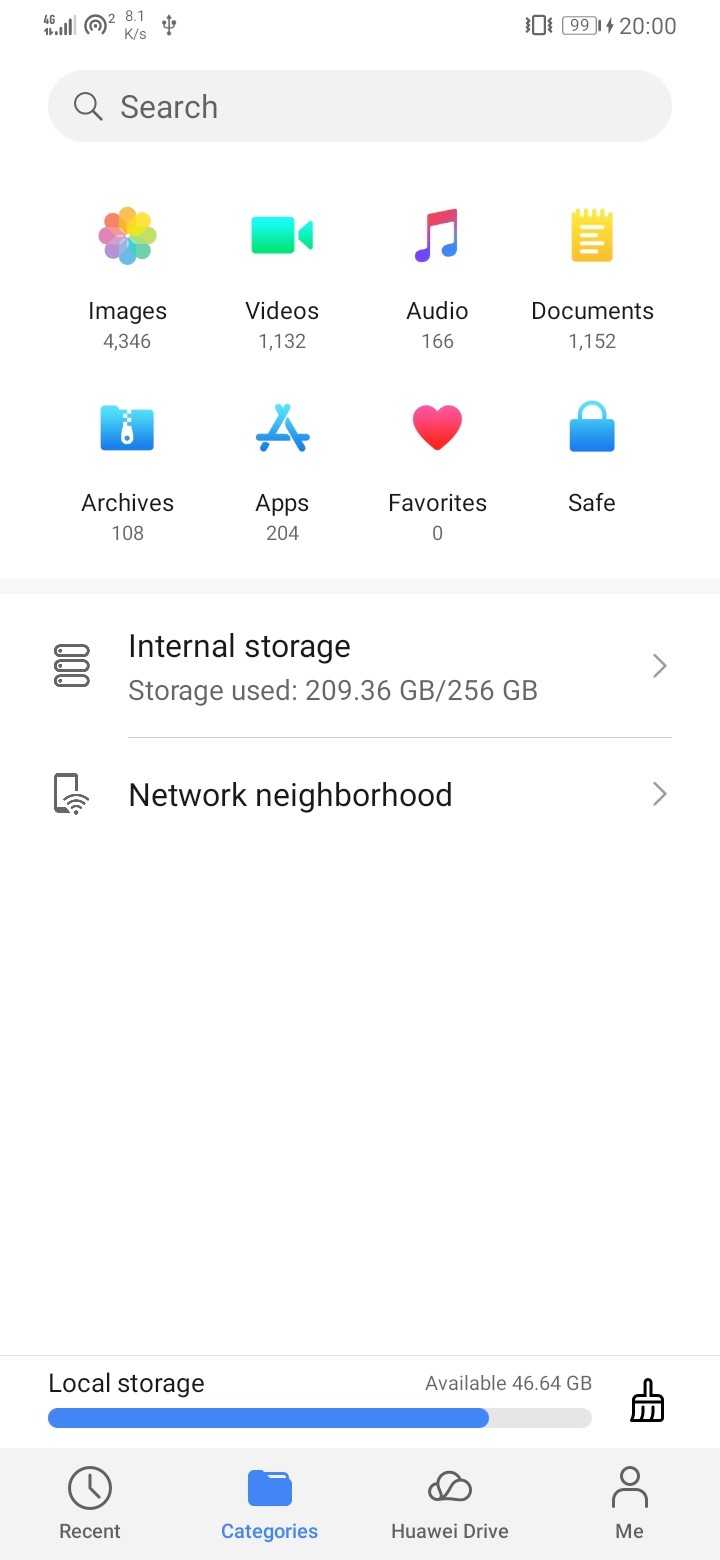 4G
2
8.1
K/s
99
20:00
Search
Images
Videos
Audio
Documents
4,346
1,132
166
1,152
Archives
Apps
Favorites
Safe
108
204
0
Internal storage
Storage used: 209.36 GB/256 GB
Network neighborhood
Local storage
Available 46.64 GB
Recent
Categories
Huawei Drive
Me